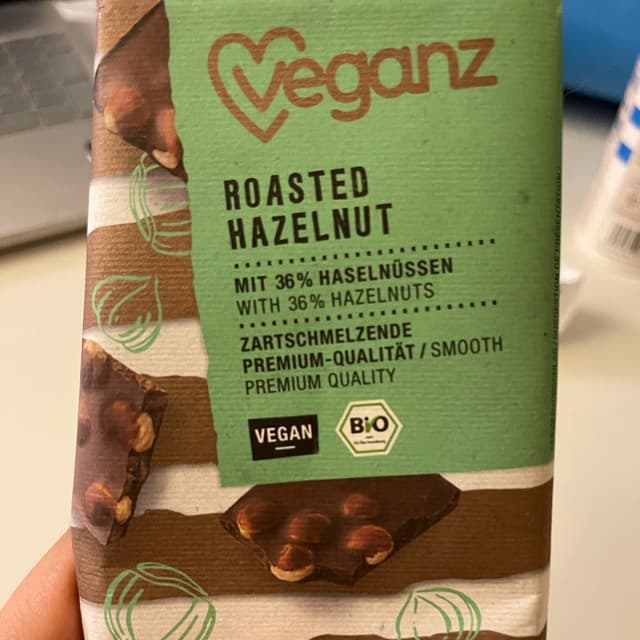 veganz
ROASTED
HAZELNUT
MIT 36% HASELNÜSSEN
WITH 36% HAZELNUTS
ZARTSCHMELZENDE
PREMIUM-QUALITÄT / SMOOTH
PREMIUM QUALITY
VEGAN
BiO